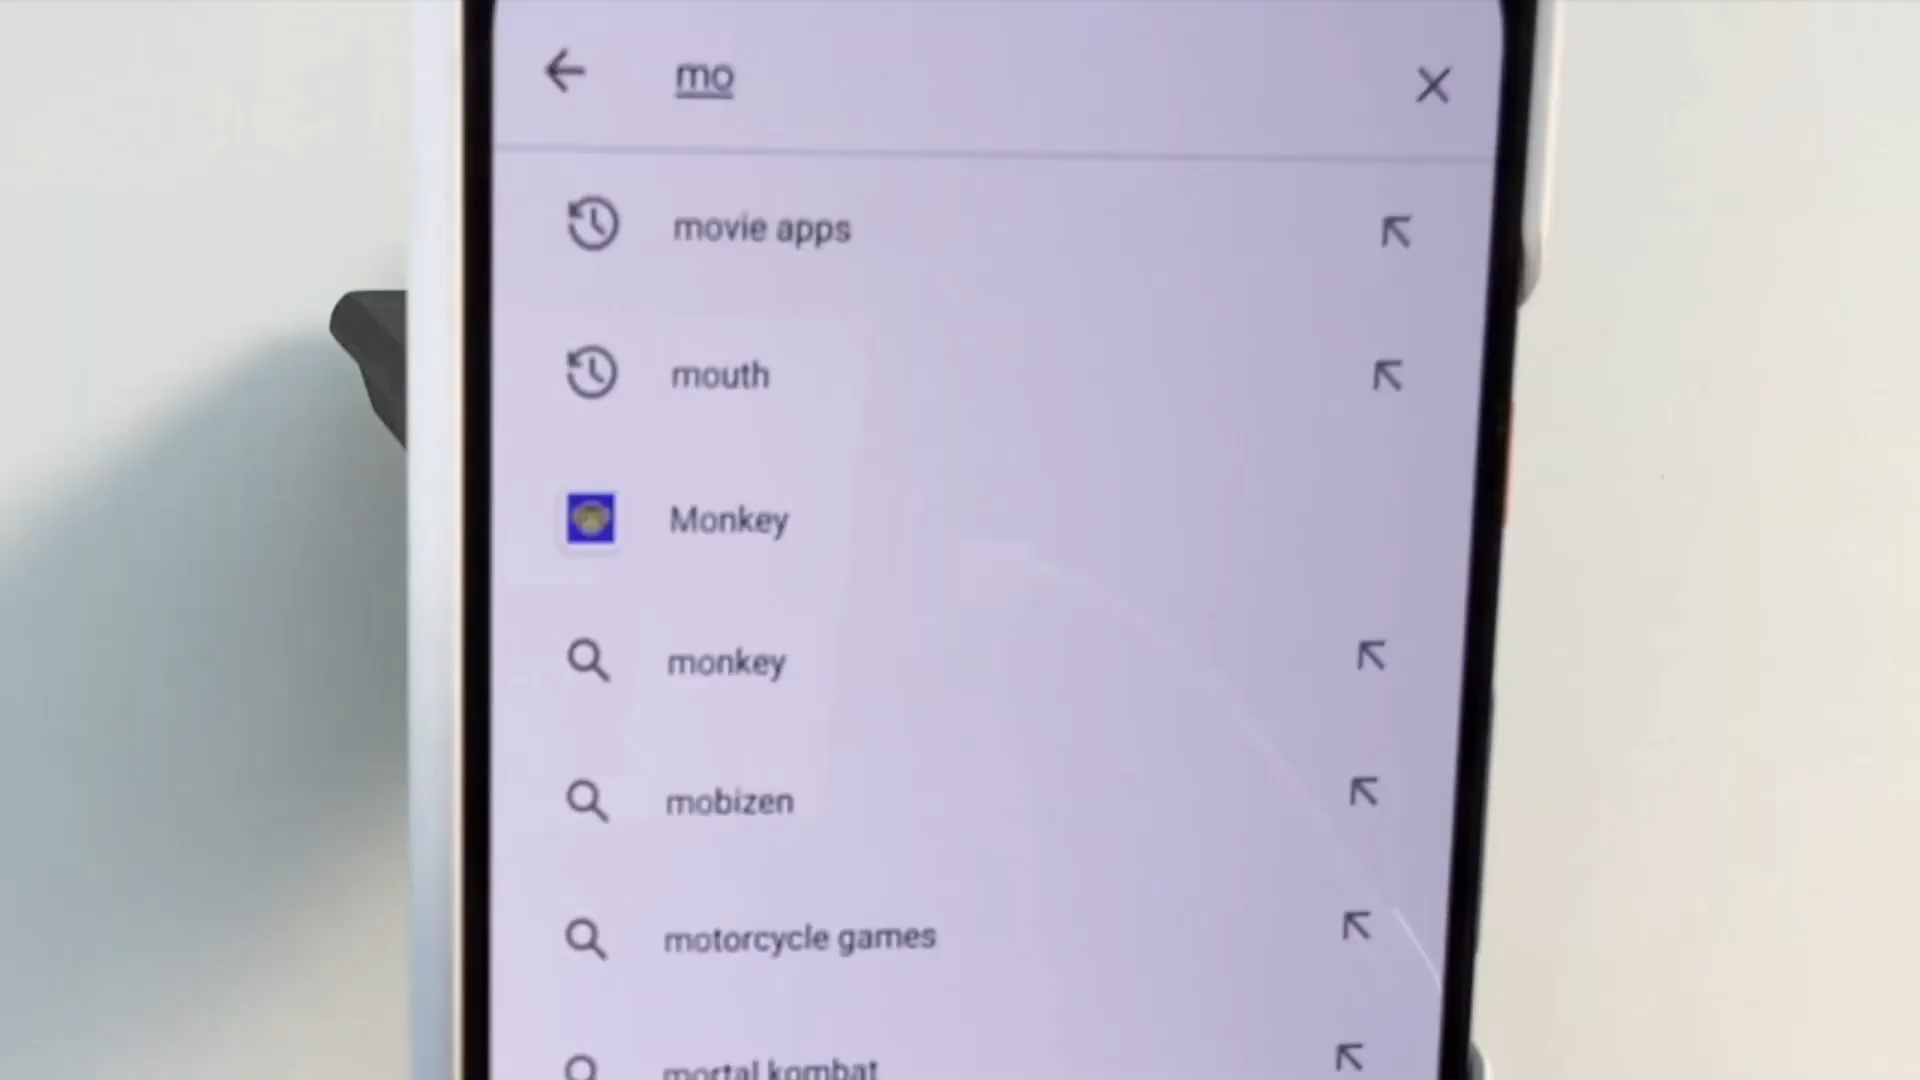 mo
movie apps
mouth
Monkey
monkey
mobizen
motorcycle games
mortal kombat